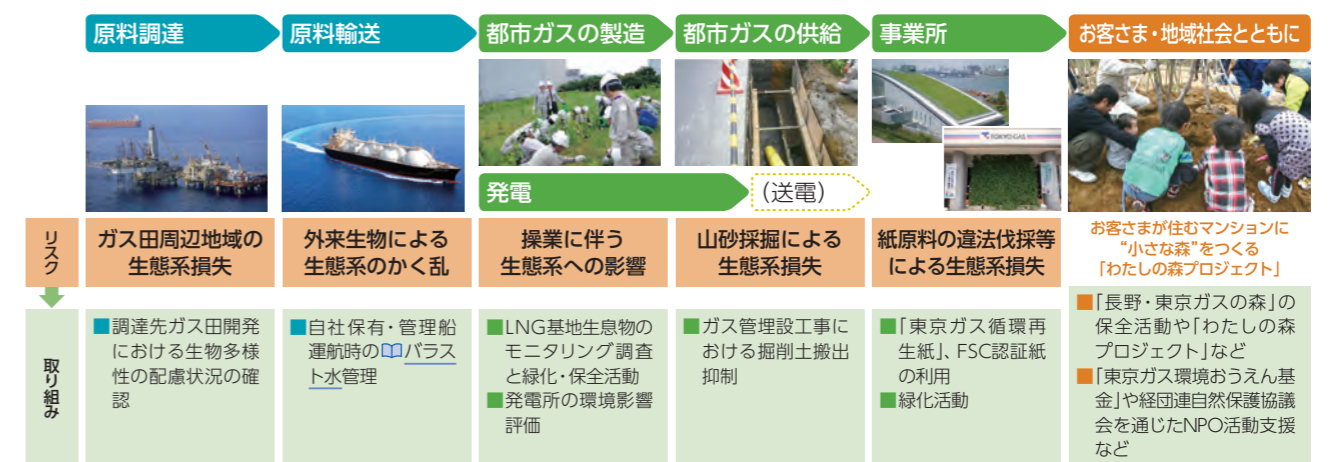 原料調達
原料輸送
都市ガスの製造
都市ガスの供給
事業所
お客さま・地域社会とともに
TOKYO GAS
発電
(送電)
リスク
ガス田周辺地域の
生態系損失
外来生物による
生態系のかく乱
操業に伴う
生態系への影響
山砂採掘による
生態系損失
紙原料の違法伐採等
による生態系損失
お客さまが住むマンションに
“小さな森”をつくる
「わたしの森プロジェクト」
取り組み
■調達先ガス田開発
における生物多様
性の配慮状況の確
認
■自社保有・管理船
運航時のバラス
ト水管理
■LNG基地生息物の
モニタリング調査
と緑化・保全活動
■発電所の環境影響
評価
■ガス管埋設工事に
おける掘削土搬出
抑制
■「東京ガス循環再
生紙」、FSC認証紙
の利用
■緑化活動
■「長野・東京ガスの森」の
保全活動や「わたしの森
プロジェクト」など
■「東京ガス環境おうえん基
金」や経団連自然保護協議
会を通じたNPO活動支援
など